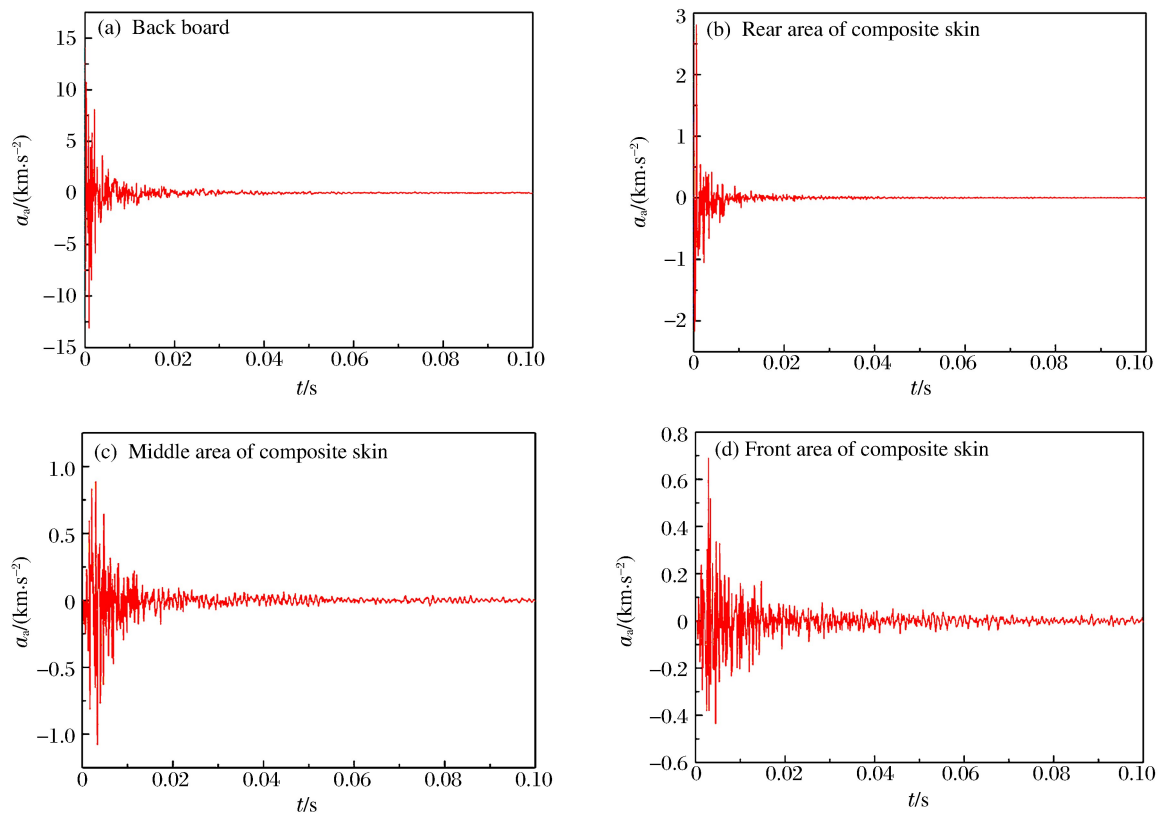 (a) Back board
15
10
5
0
−5
−10
−15
a_a/(km·s⁻²)
0 0.02 0.04 0.06 0.08 0.10
t/s
(b) Rear area of composite skin
3
2
1
0
−1
−2
a_a/(km·s⁻²)
0 0.02 0.04 0.06 0.08 0.10
t/s
(c) Middle area of composite skin
1.0
0.5
0
−0.5
−1.0
a_a/(km·s⁻²)
0 0.02 0.04 0.06 0.08 0.10
t/s
(d) Front area of composite skin
0.8
0.6
0.4
0.2
0
−0.2
−0.4
−0.6
a_a/(km·s⁻²)
0 0.02 0.04 0.06 0.08 0.10
t/s